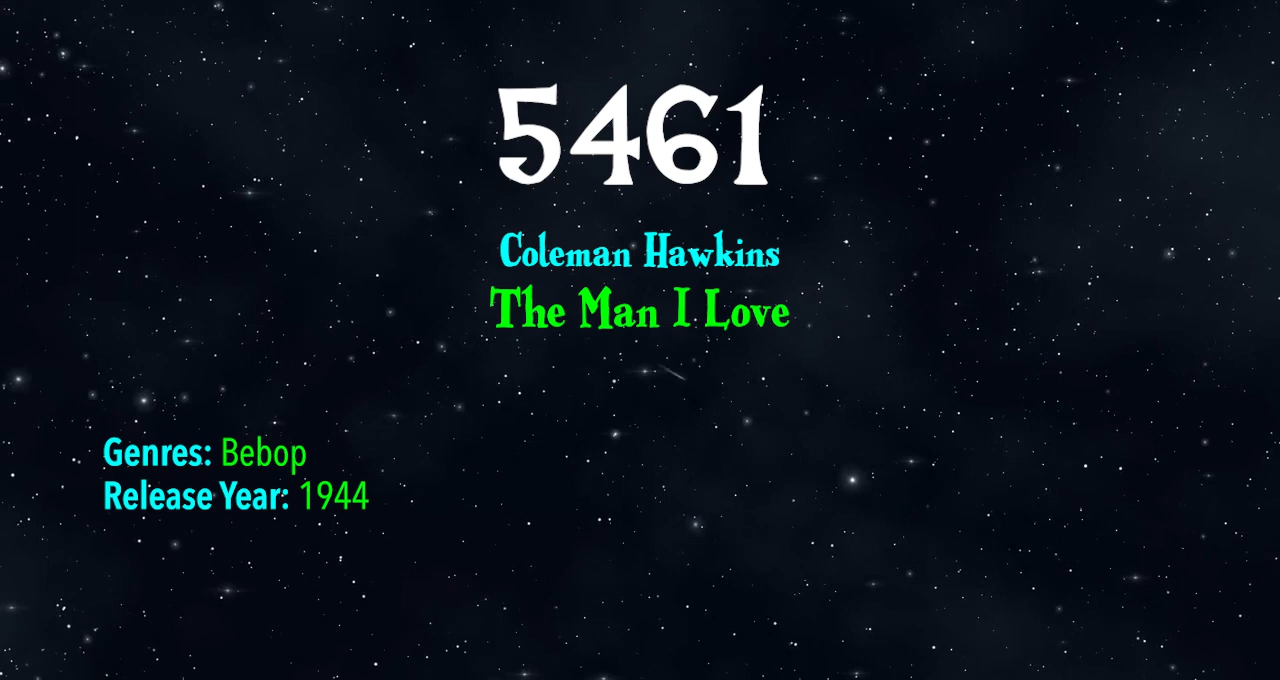 5461
Coleman Hawkins
The Man I Love
Genres: Bebop
Release Year: 1944